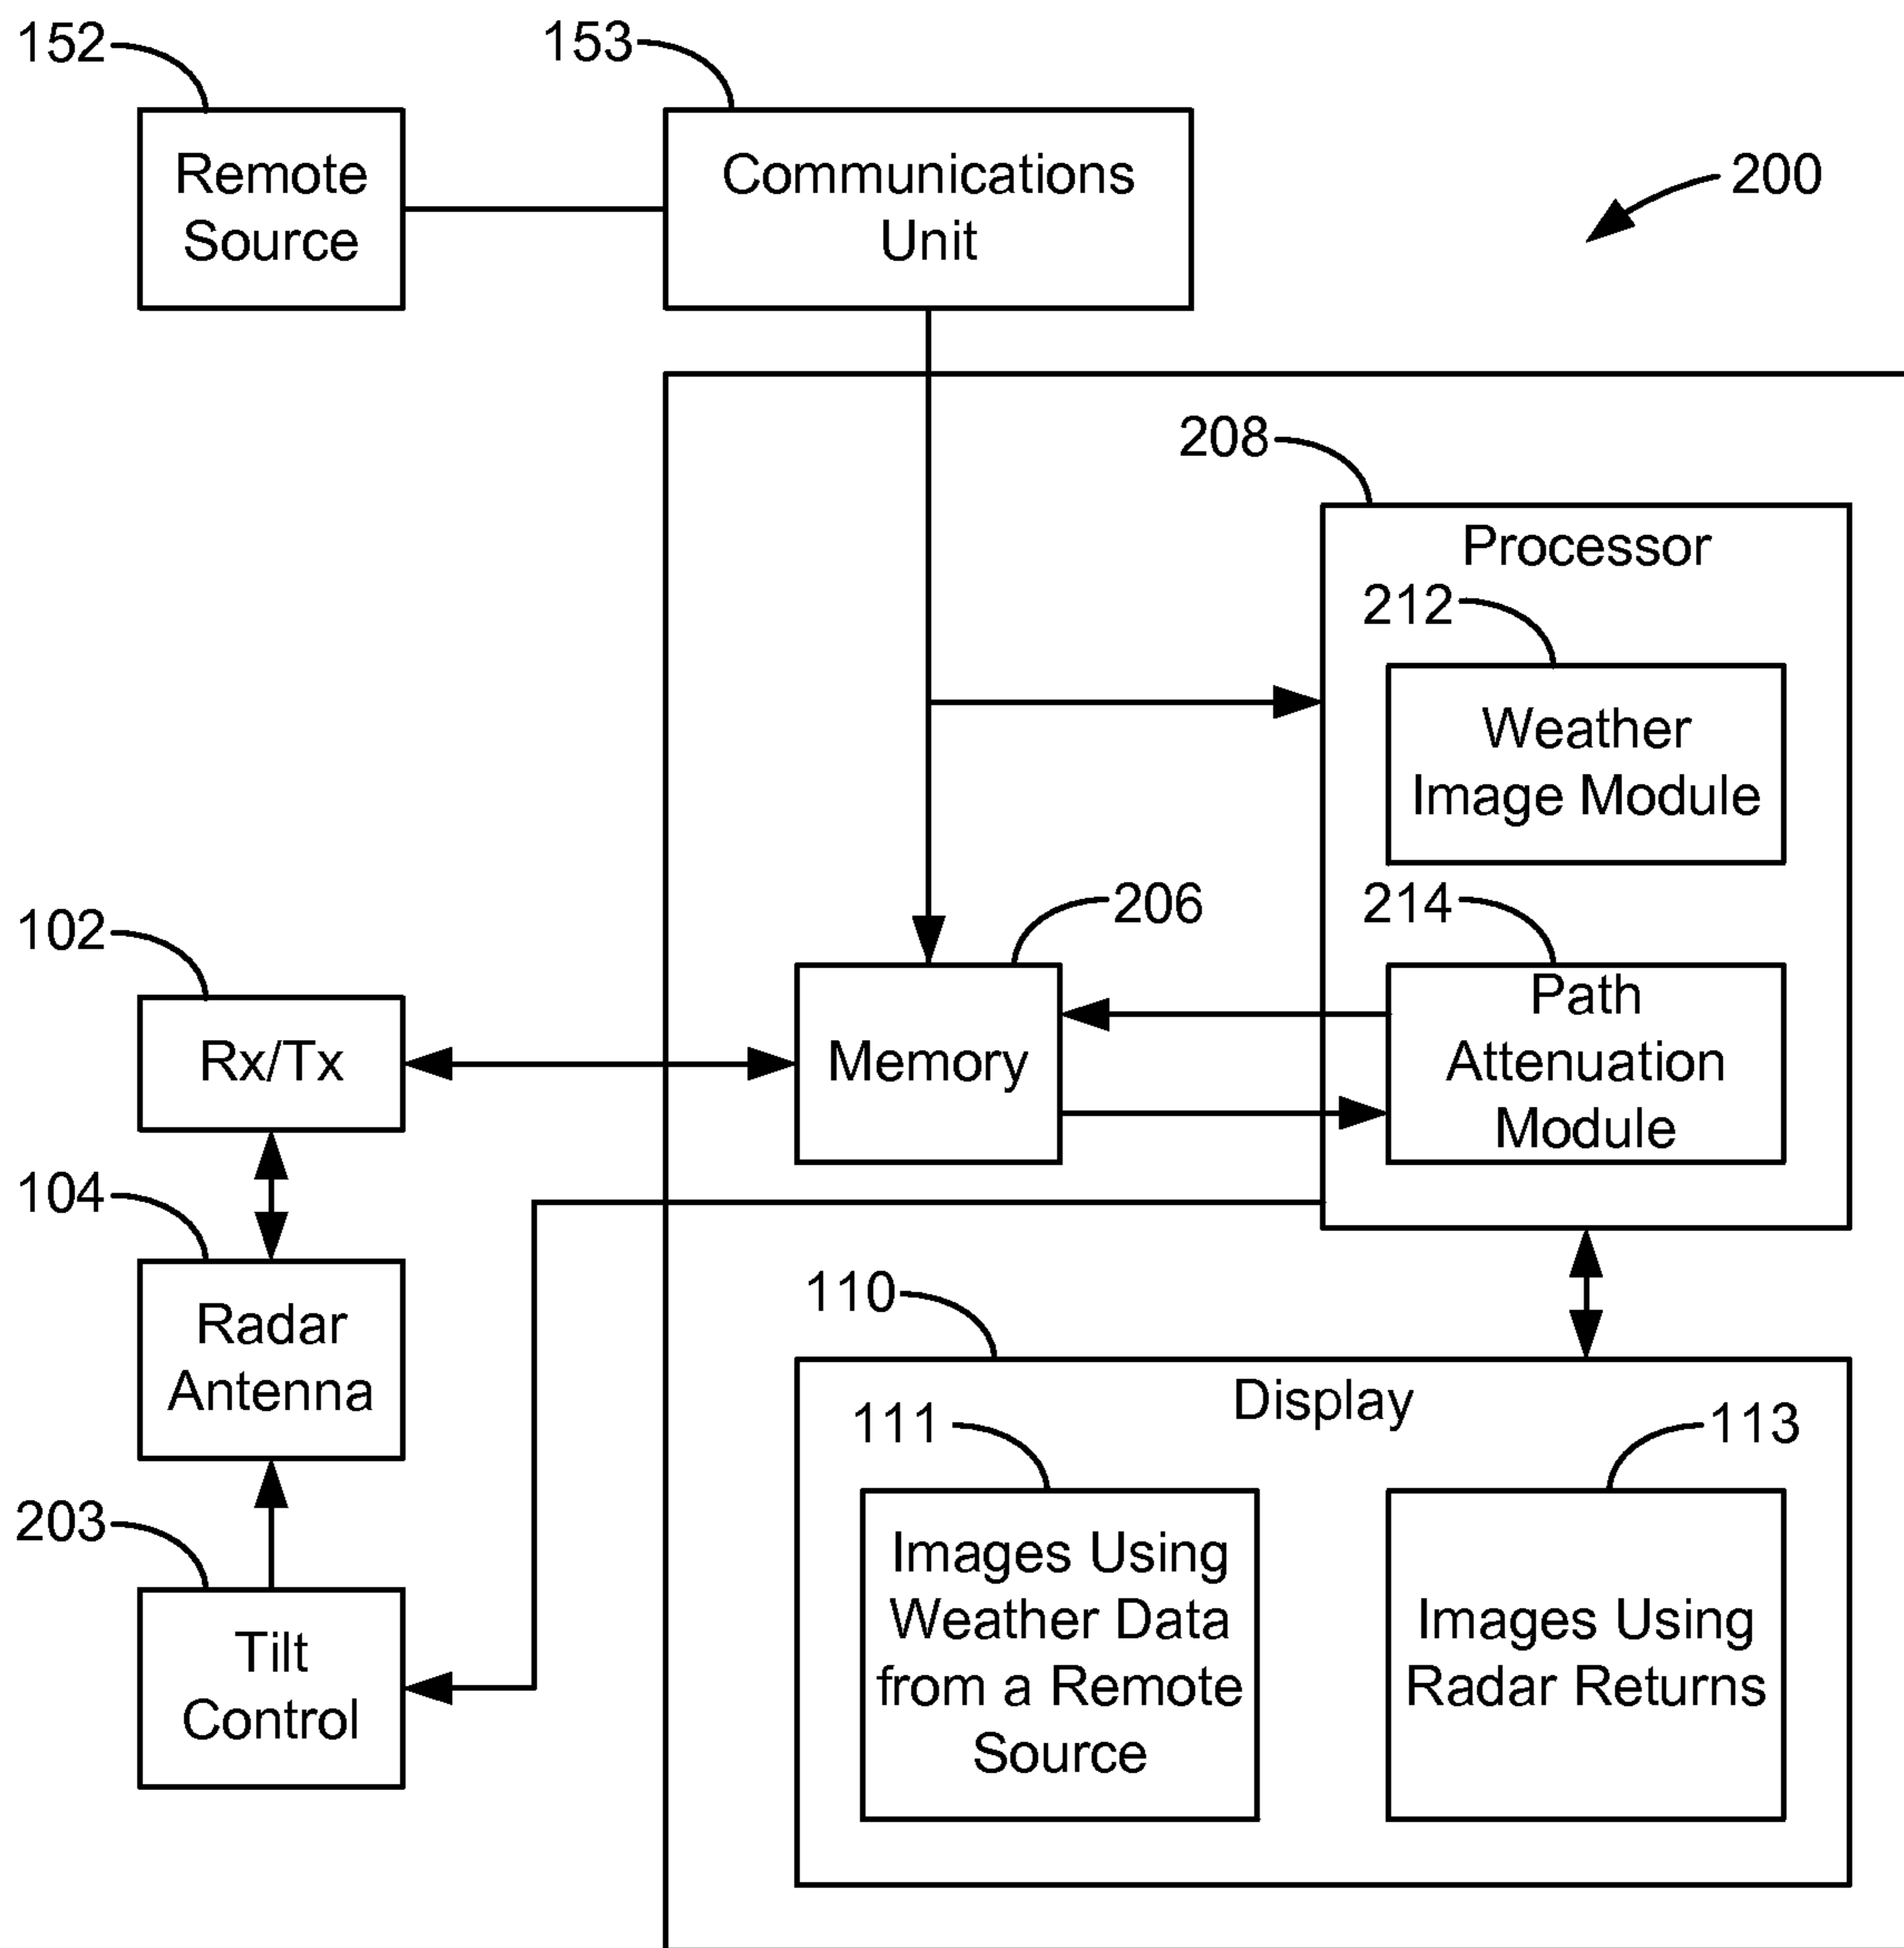 152
153
Remote
Source
Communications
Unit
200
208
Processor
212
Weather
Image Module
206
214
102
Rx/Tx
Memory
Path
Attenuation
Module
104
Radar
Antenna
110
Display
111
113
203
Images Using
Weather Data
from a Remote
Source
Images Using
Radar Returns
Tilt
Control